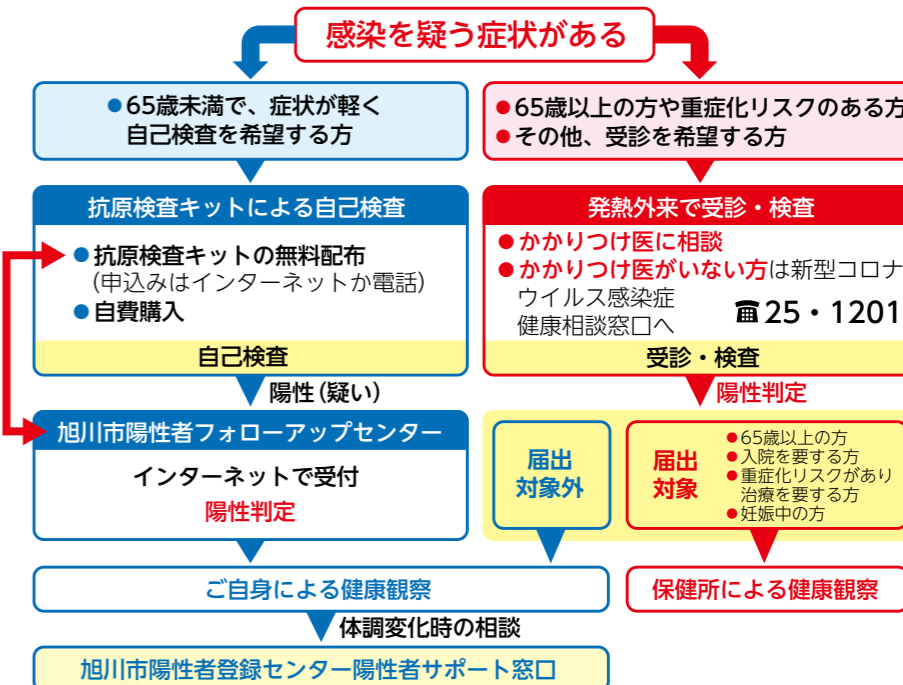 感染を疑う症状がある
●65歳未満で、症状が軽く
自己検査を希望する方
●65歳以上の方や重症化リスクのある方
●その他、受診を希望する方
抗原検査キットによる自己検査
●抗原検査キットの無料配布
(申込みはインターネットか電話)
●自費購入
自己検査
発熱外来で受診・検査
●かかりつけ医に相談
●かかりつけ医がいない方は新型コロナ
ウイルス感染症
健康相談窓口へ
☎25・1201
受診・検査
陽性(疑い)
陽性判定
旭川市陽性者フォローアップセンター
インターネットで受付
陽性判定
届出
対象外
届出
対象
●65歳以上の方
●入院を要する方
●重症化リスクがあり
治療を要する方
●妊娠中の方
ご自身による健康観察
保健所による健康観察
体調変化時の相談
旭川市陽性者登録センター陽性者サポート窓口